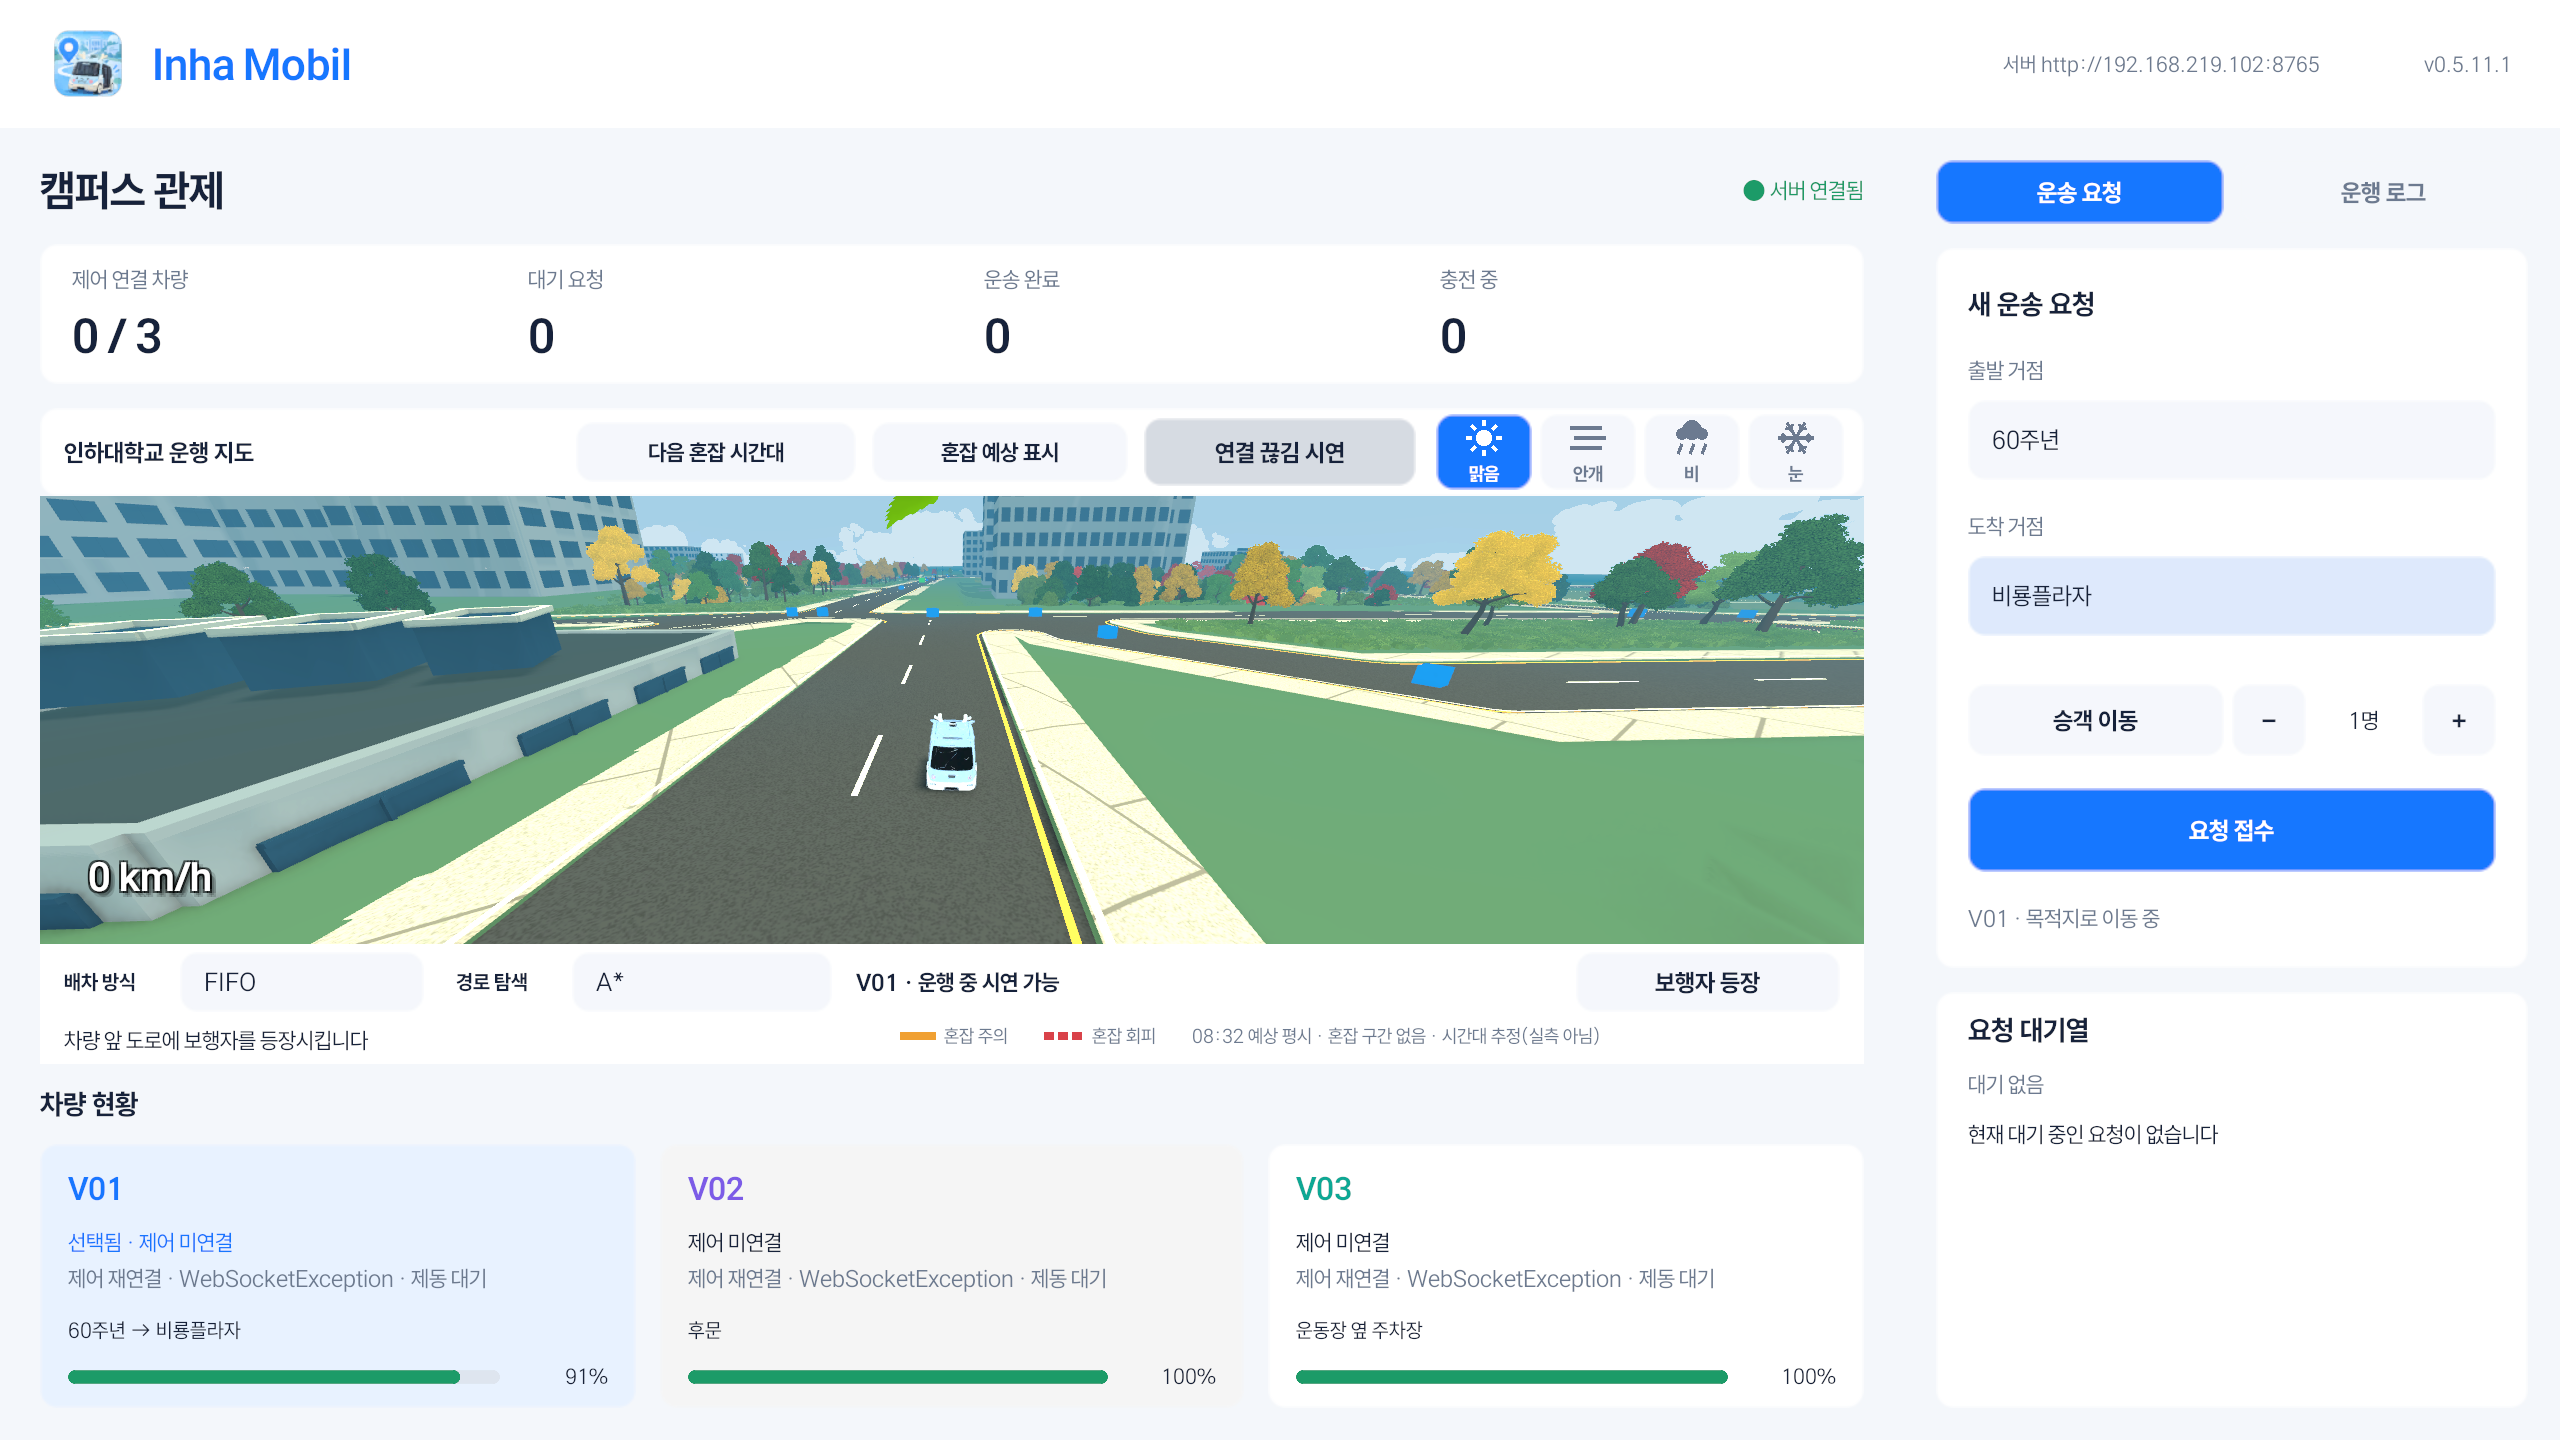 Inha Mobil
서버 http://192.168.219.102:8765
v0.5.11.1
캠퍼스 관제
서버 연결됨
운송 요청
운행 로그
제어 연결 차량
0 / 3
대기 요청
0
운송 완료
0
충전 중
0
인하대학교 운행 지도
다음 혼잡 시간대
혼잡 예상 표시
연결 끊김 시연
맑음
안개
비
눈
0 km/h
배차 방식
FIFO
경로 탐색
A*
V01 · 운행 중 시연 가능
보행자 등장
차량 앞 도로에 보행자를 등장시킵니다
혼잡 주의
혼잡 회피
08:32 예상 평시 · 혼잡 구간 없음 · 시간대 추정(실측 아님)
차량 현황
V01
선택됨 · 제어 미연결
제어 재연결 · WebSocketException · 제동 대기
60주년 → 비룡플라자
91%
V02
제어 미연결
제어 재연결 · WebSocketException · 제동 대기
후문
100%
V03
제어 미연결
제어 재연결 · WebSocketException · 제동 대기
운동장 옆 주차장
100%
새 운송 요청
출발 거점
60주년
도착 거점
비룡플라자
승객 이동
−
1명
+
요청 접수
V01 · 목적지로 이동 중
요청 대기열
대기 없음
현재 대기 중인 요청이 없습니다